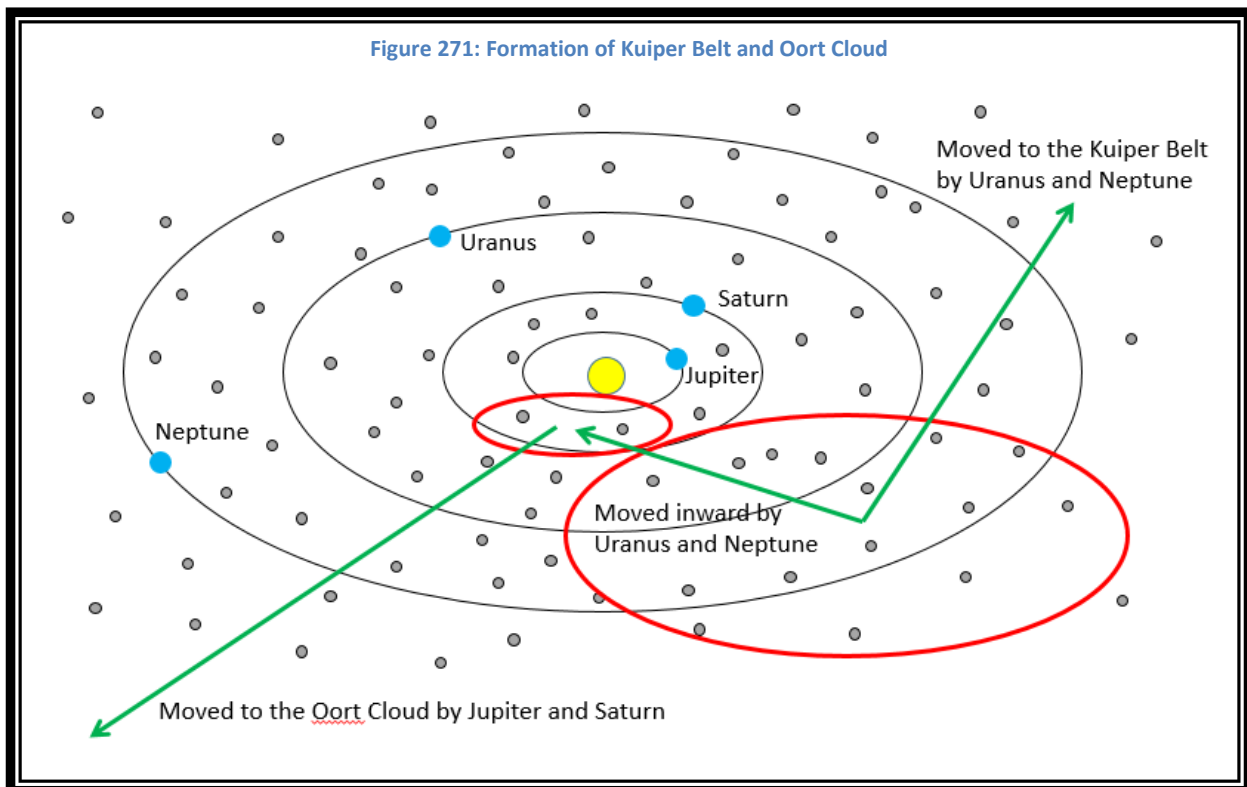 Figure 271: Formation of Kuiper Belt and Oort Cloud
Moved to the Kuiper Belt
by Uranus and Neptune
Uranus
Saturn
Jupiter
Neptune
Moved inward by
Uranus and Neptune
Moved to the Oort Cloud by Jupiter and Saturn